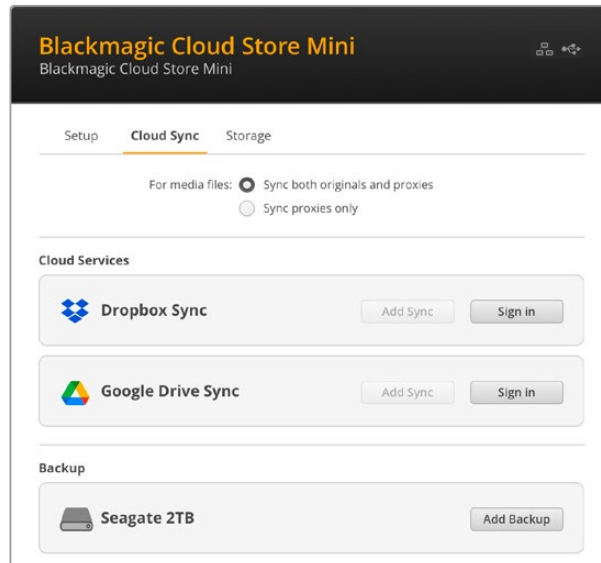 Blackmagic Cloud Store Mini
Blackmagic Cloud Store Mini
Setup Cloud Sync Storage
For media files: Sync both originals and proxies
Sync proxies only
Cloud Services
Dropbox Sync Add Sync Sign in
Google Drive Sync Add Sync Sign in
Backup
Seagate 2TB Add Backup